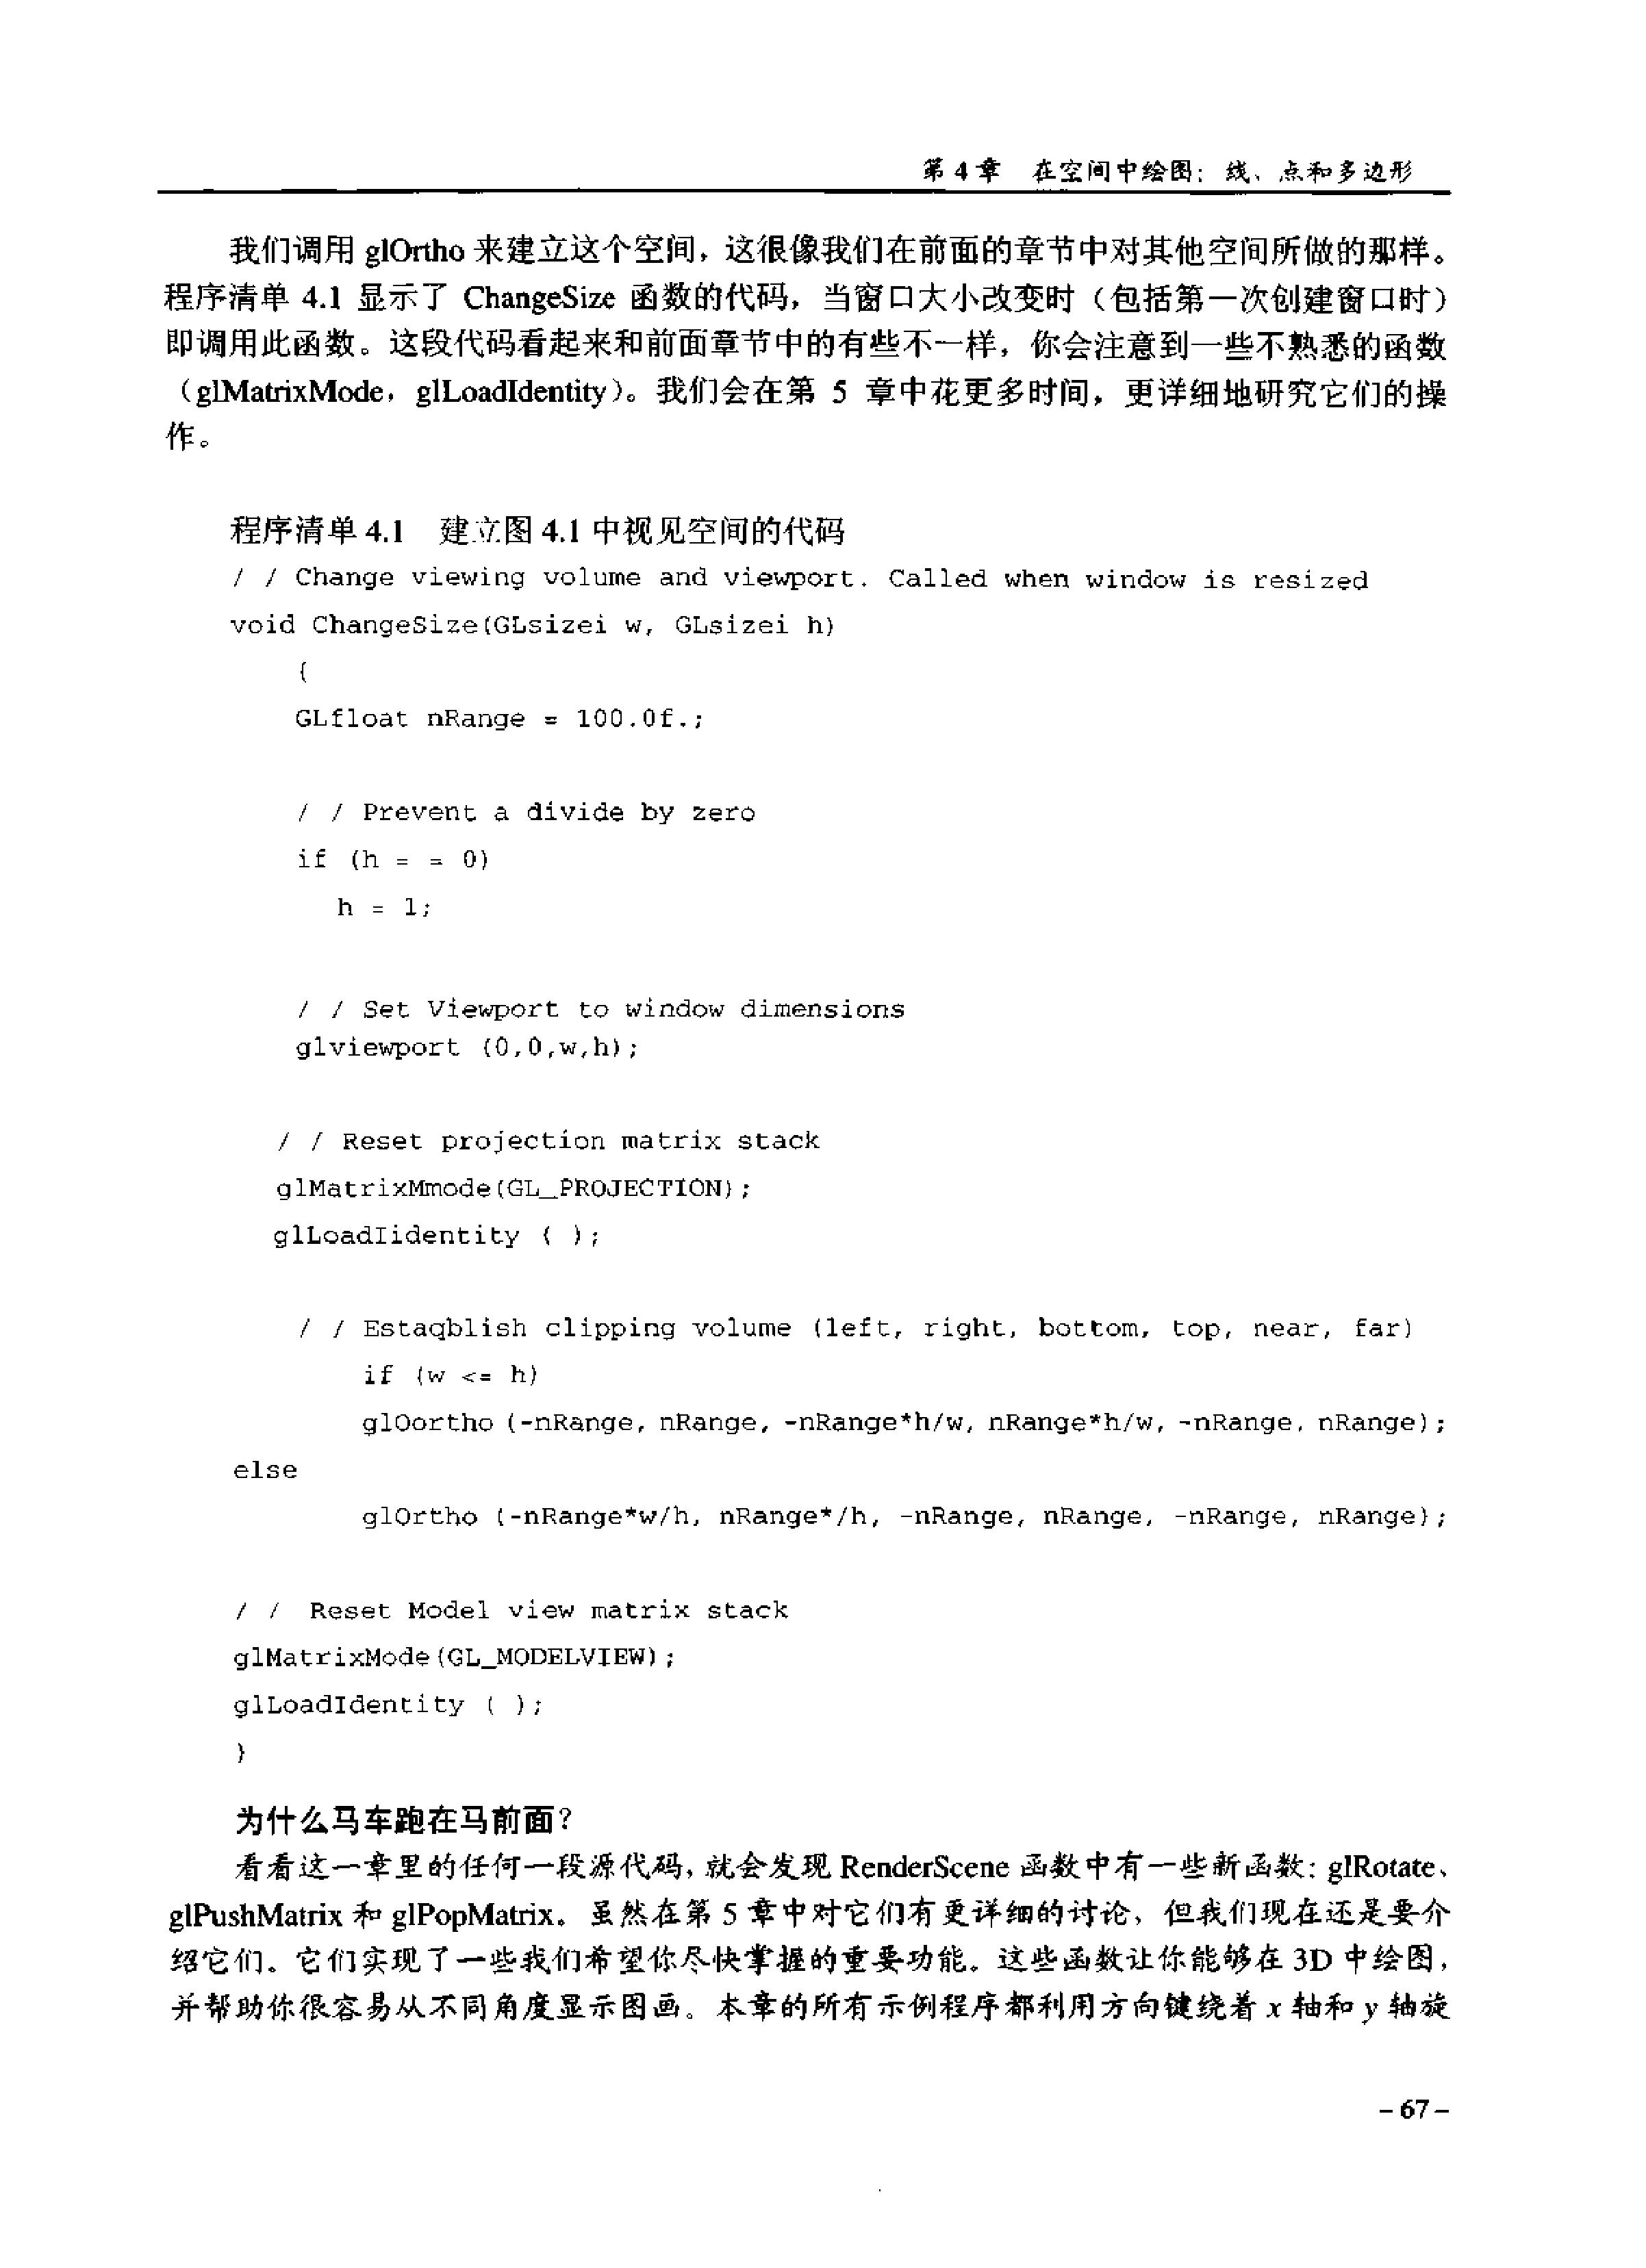 第 4 章 在空间中绘图：线、点和多边形
我们调用 glOrtho 来建立这个空间，这很像我们在前面的章节中对其他空间所做的那样。
程序清单 4.1 显示了 ChangeSize 函数的代码，当窗口大小改变时（包括第一次创建窗口时）
即调用此函数。这段代码看起来和前面章节中的有些不一样，你会注意到一些不熟悉的函数
（glMatrixMode，glLoadIdentity）。我们会在第 5 章中花更多时间，更详细地研究它们的操
作。
程序清单 4.1 建立图 4.1 中视见空间的代码
/ / Change viewing volume and viewport. Called when window is resized
void ChangeSize(GLsizei w, GLsizei h)
{
GLfloat nRange = 100.0f.;
/ / Prevent a divide by zero
if (h = = 0)
h = 1;
/ / Set Viewport to window dimensions
glviewport (0,0,w,h);
/ / Reset projection matrix stack
glMatrixMmode(GL_PROJECTION);
glLoadIidentity ( );
/ / Estaqblish clipping volume (left, right, bottom, top, near, far)
if (w <= h)
glOortho (-nRange, nRange, -nRange*h/w, nRange*h/w, -nRange, nRange);
else
glOrtho (-nRange*w/h, nRange*/h, -nRange, nRange, -nRange, nRange);
/ / Reset Model view matrix stack
glMatrixMode(GL_MODELVIEW);
glLoadIdentity ( );
}
为什么马车跑在马前面？
看看这一章里的任何一段源代码，就会发现 RenderScene 函数中有一些新函数：glRotate、
glPushMatrix 和 glPopMatrix。虽然在第 5 章中对它们有更详细的讨论，但我们现在还是要介
绍它们。它们实现了一些我们希望你尽快掌握的重要功能。这些函数让你能够在 3D 中绘图，
并帮助你很容易从不同角度显示图画。本章的所有示例程序都利用方向键绕着 x 轴和 y 轴旋
- 67 -